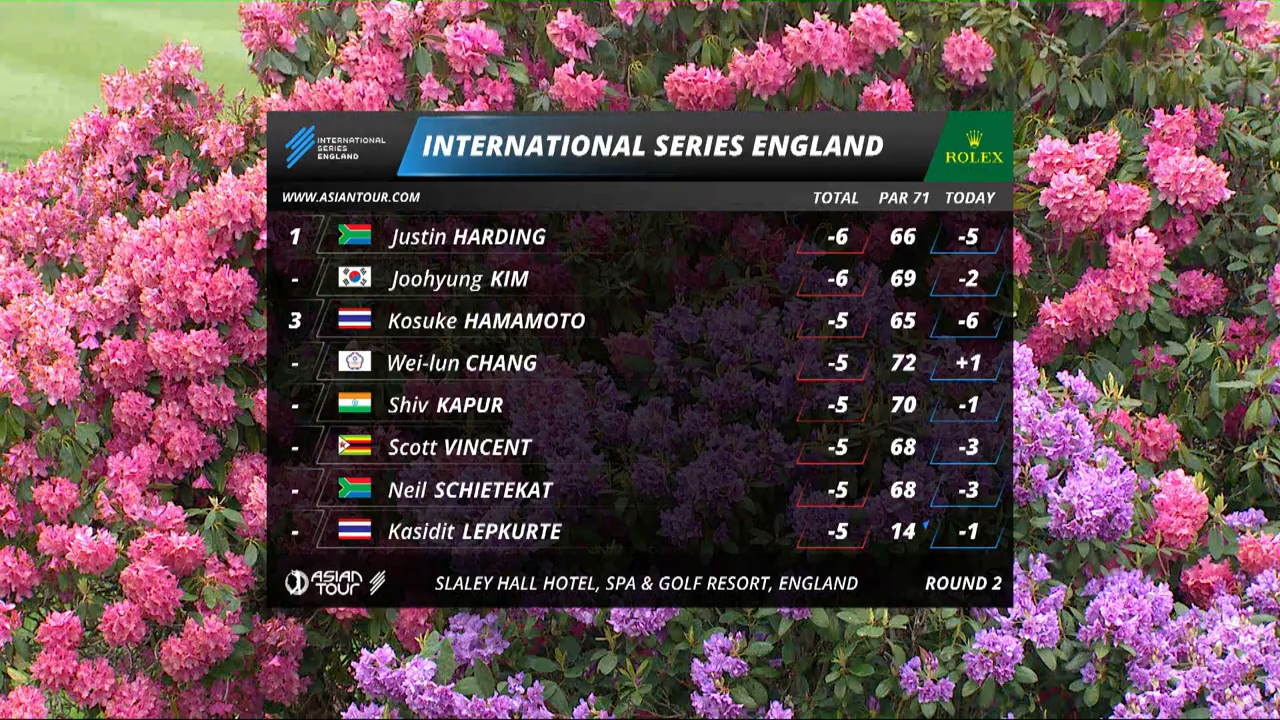 INTERNATIONAL SERIES ENGLAND
INTERNATIONAL SERIES ENGLAND
ROLEX
WWW.ASIANTOUR.COM TOTAL PAR 71 TODAY
1 Justin HARDING -6 66 -5
- Joohyung KIM -6 69 -2
3 Kosuke HAMAMOTO -5 65 -6
- Wei-lun CHANG -5 72 +1
- Shiv KAPUR -5 70 -1
- Scott VINCENT -5 68 -3
- Neil SCHIETEKAT -5 68 -3
- Kasidit LEPKURTE -5 14 -1
ASIAN TOUR SLALEY HALL HOTEL, SPA & GOLF RESORT, ENGLAND ROUND 2